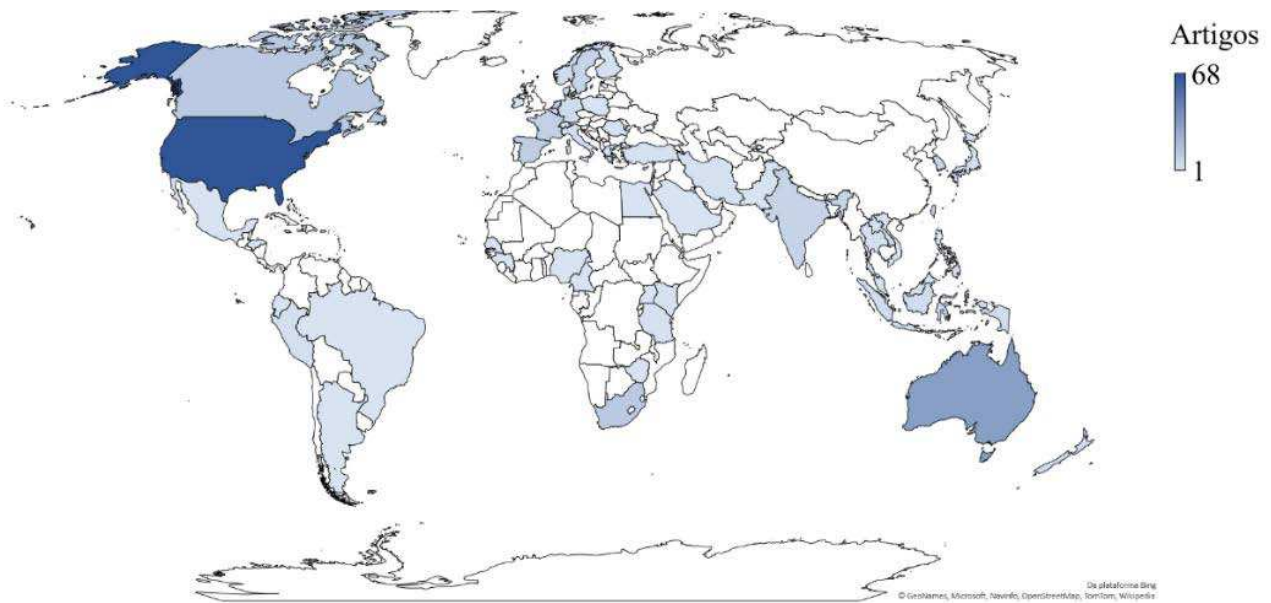 Artigos
68
1
Da plataforma Bing
© GeoNames, Microsoft, Navinfo, OpenStreetMap, TomTom, Wikipedia